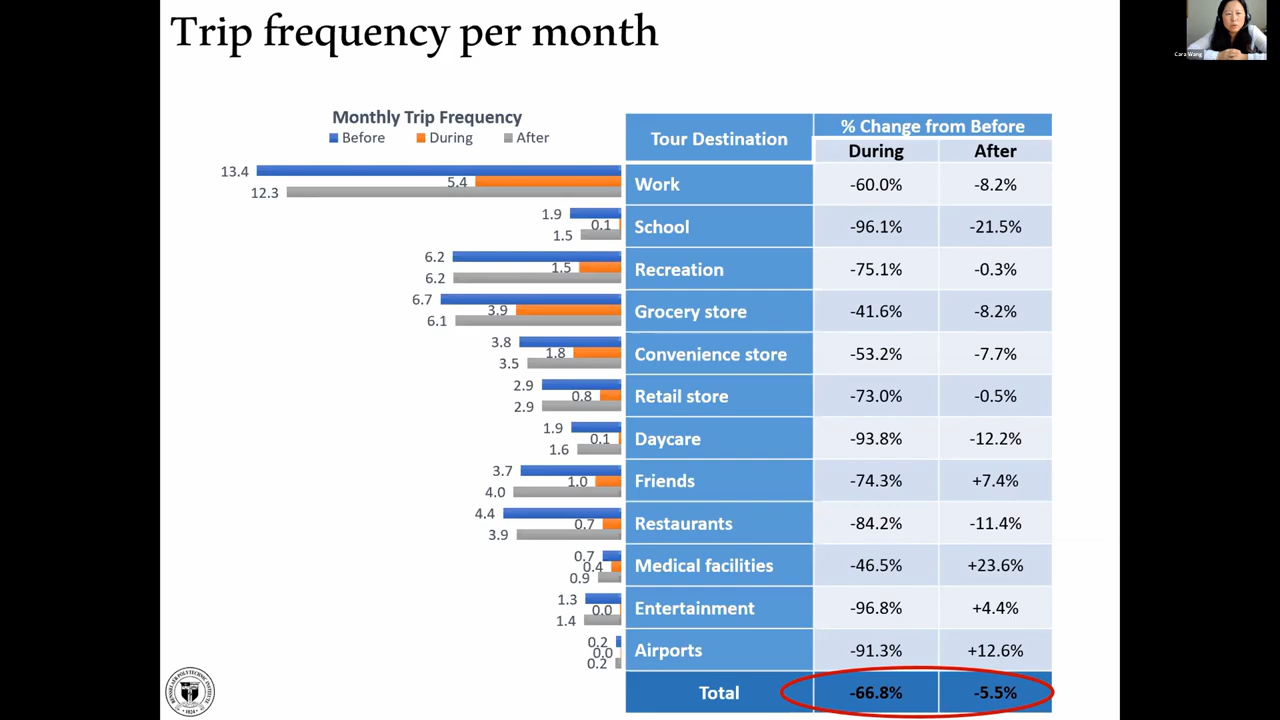 Trip frequency per month
Cara Wang
Monthly Trip Frequency
Before During After
Tour Destination
% Change from Before
During After
13.4
5.4
12.3
Work -60.0% -8.2%
1.9
0.1
1.5
School -96.1% -21.5%
6.2
1.5
6.2
Recreation -75.1% -0.3%
6.7
3.9
6.1
Grocery store -41.6% -8.2%
3.8
1.8
3.5
Convenience store -53.2% -7.7%
2.9
0.8
2.9
Retail store -73.0% -0.5%
1.9
0.1
1.6
Daycare -93.8% -12.2%
3.7
1.0
4.0
Friends -74.3% +7.4%
4.4
0.7
3.9
Restaurants -84.2% -11.4%
0.7
0.4
0.9
Medical facilities -46.5% +23.6%
1.3
0.0
1.4
Entertainment -96.8% +4.4%
0.2
0.0
0.2
Airports -91.3% +12.6%
Total -66.8% -5.5%